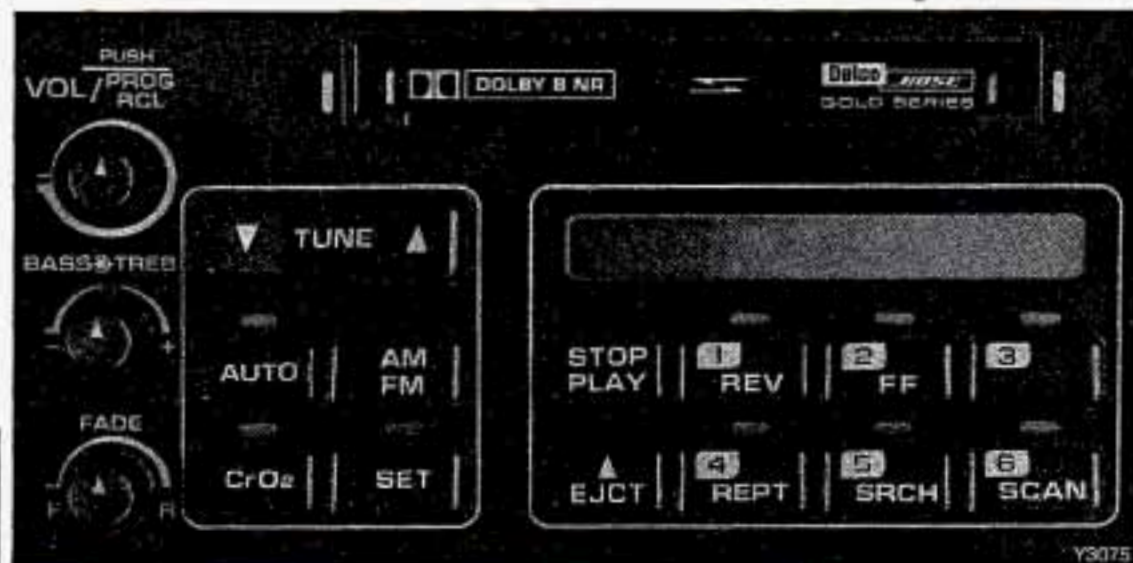 PUSH
VOL/PROG
RCL
DOLBY B NR
Delco BOSE
GOLD SERIES
TUNE
BASS TREB
- +
AUTO
AM
FM
STOP
PLAY
1
REV
2
FF
3
FADE
F R
CrO2
SET
EJCT
4
REPT
5
SRCH
6
SCAN
Y3075